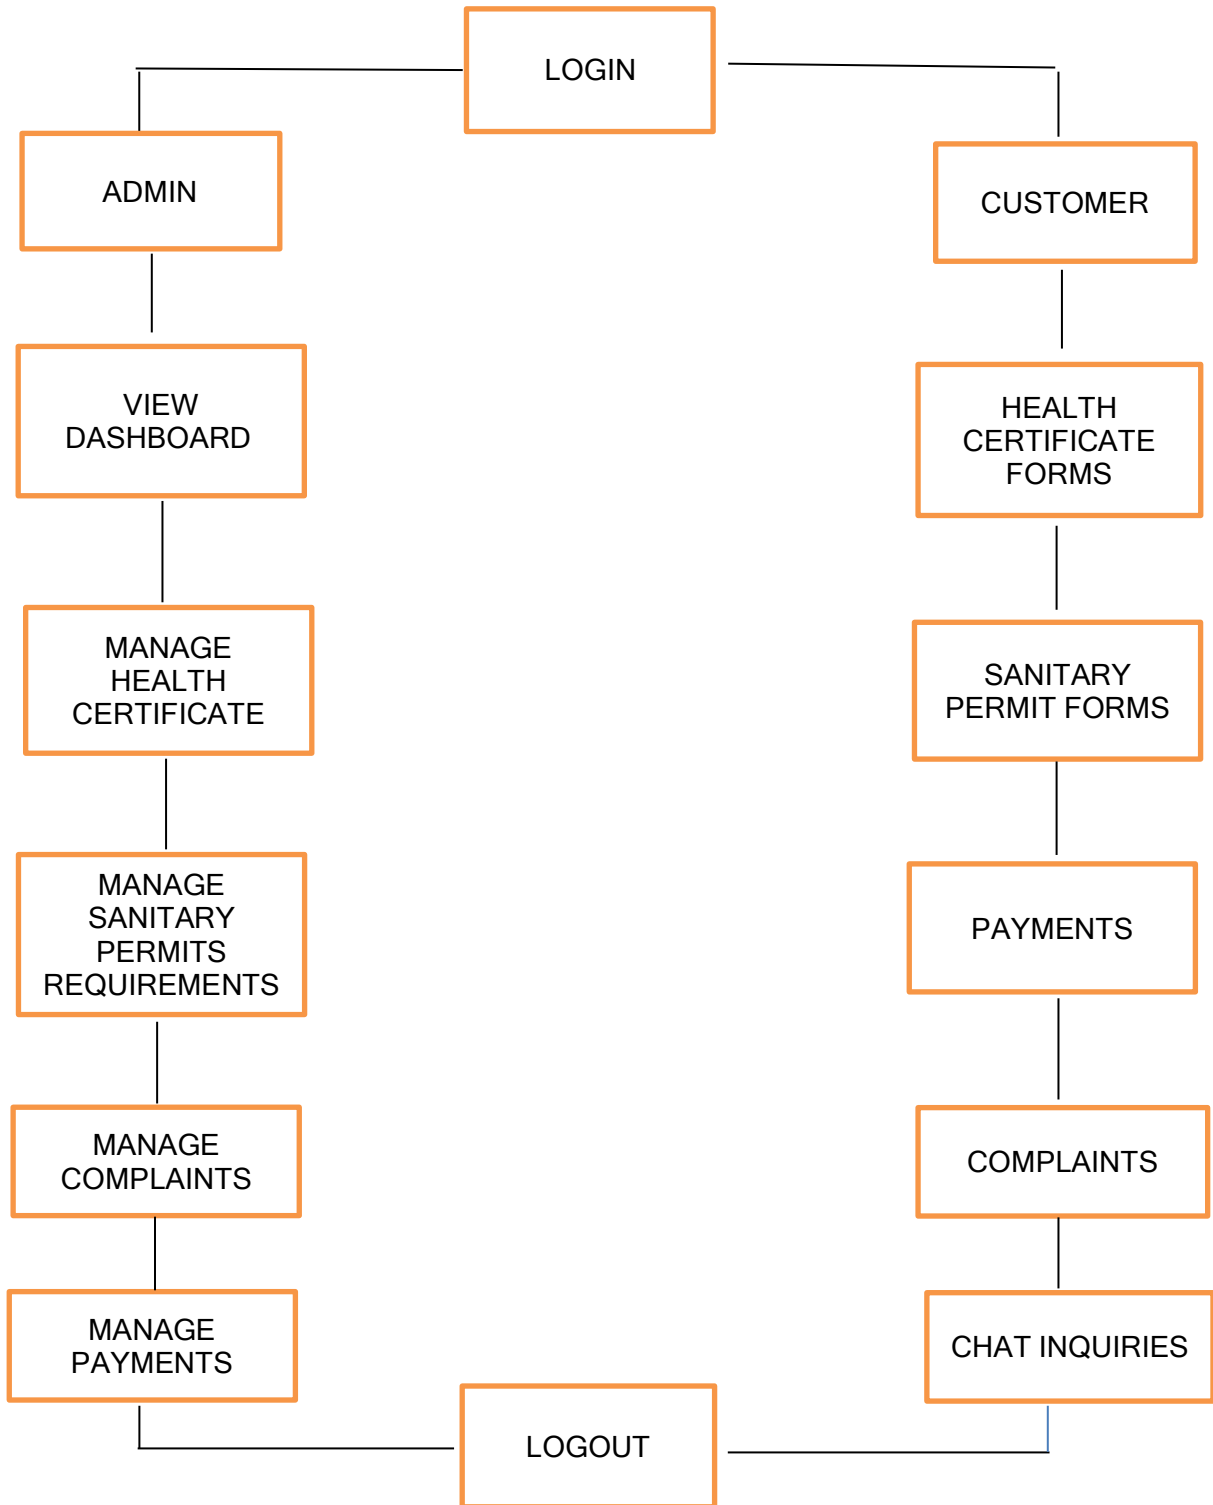 LOGIN
ADMIN
CUSTOMER
VIEW
DASHBOARD
HEALTH
CERTIFICATE
FORMS
MANAGE
HEALTH
CERTIFICATE
SANITARY
PERMIT FORMS
MANAGE
SANITARY
PERMITS
REQUIREMENTS
PAYMENTS
MANAGE
COMPLAINTS
COMPLAINTS
MANAGE
PAYMENTS
CHAT INQUIRIES
LOGOUT